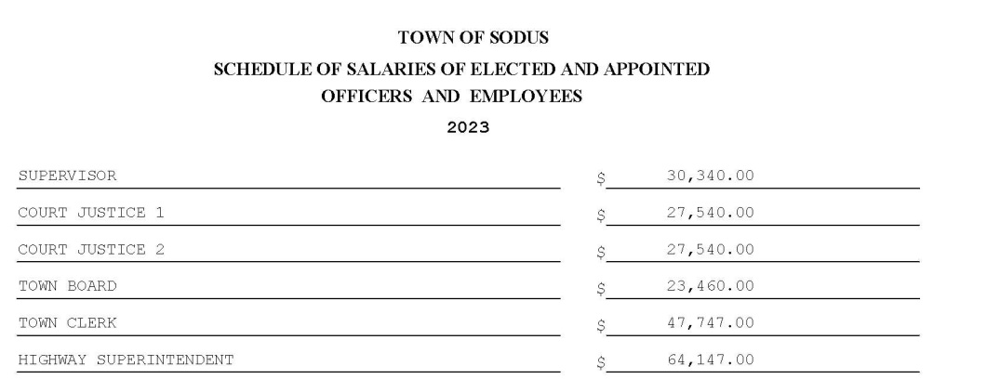 TOWN OF SODUS
SCHEDULE OF SALARIES OF ELECTED AND APPOINTED
OFFICERS AND EMPLOYEES
2023
SUPERVISOR $ 30,340.00
COURT JUSTICE 1 $ 27,540.00
COURT JUSTICE 2 $ 27,540.00
TOWN BOARD $ 23,460.00
TOWN CLERK $ 47,747.00
HIGHWAY SUPERINTENDENT $ 64,147.00